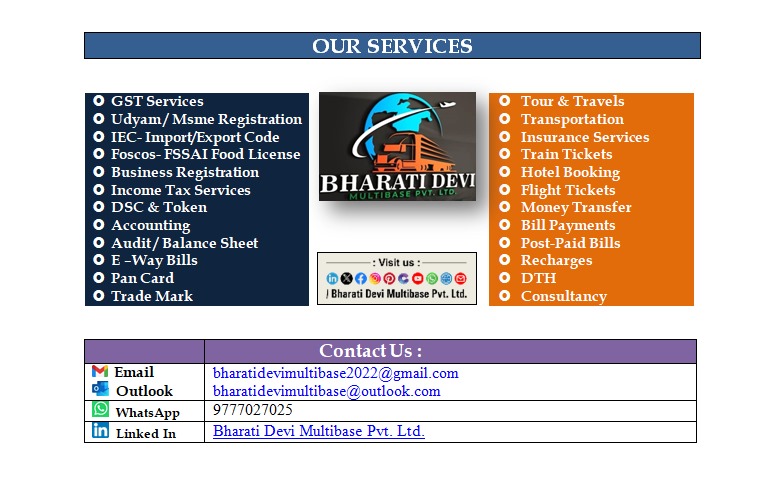 OUR SERVICES
GST Services
Udyam/ Msme Registration
IEC- Import/Export Code
Foscos- FSSAI Food License
Business Registration
Income Tax Services
DSC & Token
Accounting
Audit/ Balance Sheet
E –Way Bills
Pan Card
Trade Mark
BHARATI DEVI
MULTIBASE PVT. LTD.
: Visit us :
/ Bharati Devi Multibase Pvt. Ltd.
Tour & Travels
Transportation
Insurance Services
Train Tickets
Hotel Booking
Flight Tickets
Money Transfer
Bill Payments
Post-Paid Bills
Recharges
DTH
Consultancy
Contact Us :
Email bharatidevimultibase2022@gmail.com
Outlook bharatidevimultibase@outlook.com
WhatsApp 9777027025
Linked In Bharati Devi Multibase Pvt. Ltd.